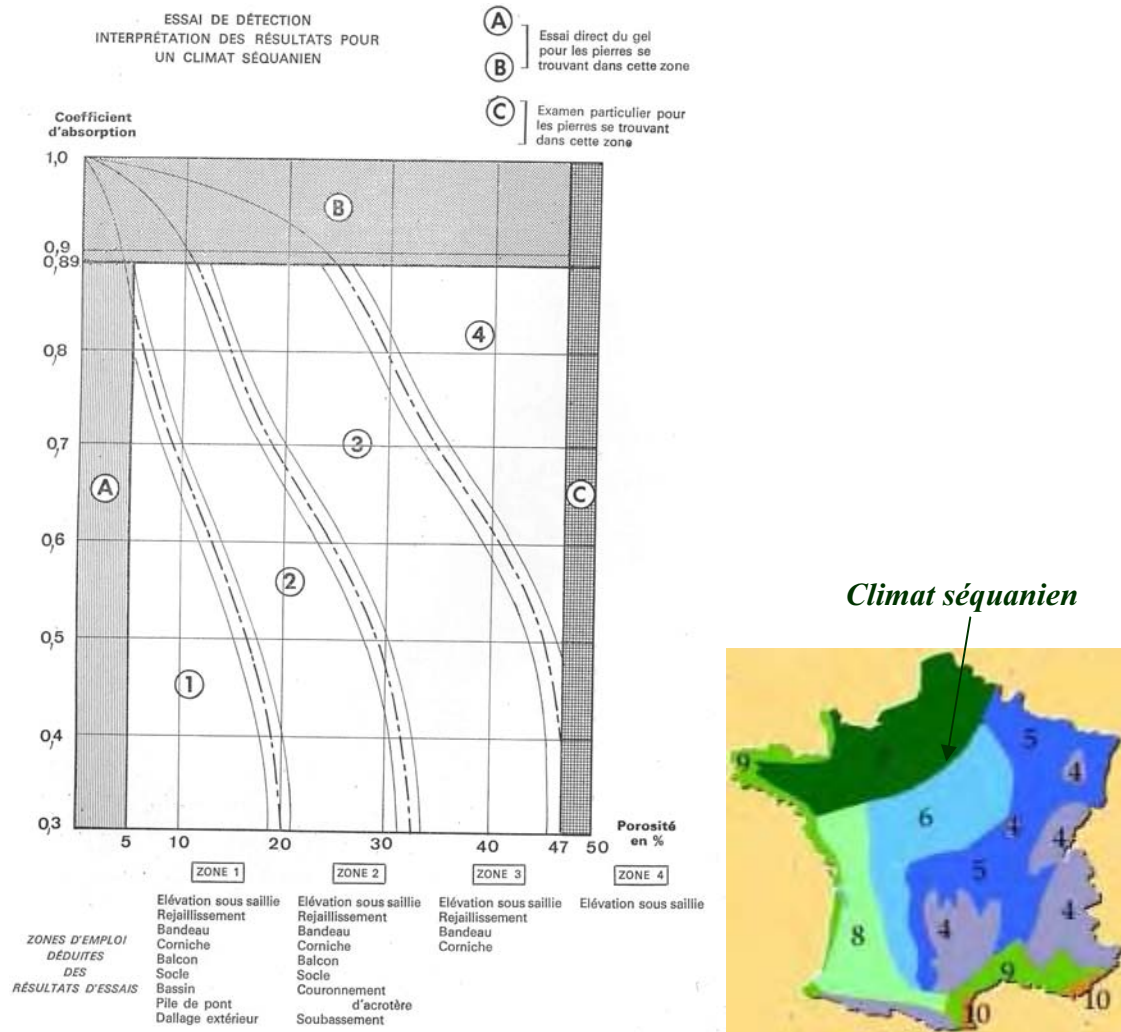 ESSAI DE DÉTECTION
INTERPRÉTATION DES RÉSULTATS POUR
UN CLIMAT SÉQUANIEN
A
B
Essai direct du gel
pour les pierres se
trouvant dans cette zone
C
Examen particulier pour
les pierres se trouvant
dans cette zone
Coefficient
d'absorption
1,0
0,9
0,89
0,8
0,7
0,6
0,5
0,4
0,3
B
4
3
A
C
2
1
5 10 20 30 40 47 50
Porosité
en %
ZONE 1
Elévation sous saillie
Rejaillissement
Bandeau
Corniche
Balcon
Socle
Bassin
Pile de pont
Dallage extérieur
ZONE 2
Elévation sous saillie
Rejaillissement
Bandeau
Corniche
Balcon
Socle
Couronnement
d'acrotère
Soubassement
ZONE 3
Elévation sous saillie
Rejaillissement
Bandeau
Corniche
ZONE 4
Elévation sous saillie
ZONES D'EMPLOI
DÉDUITES
DES
RÉSULTATS D'ESSAIS
Climat séquanien
9
5
4
6
4
4
5
4
8
4
9
10
10